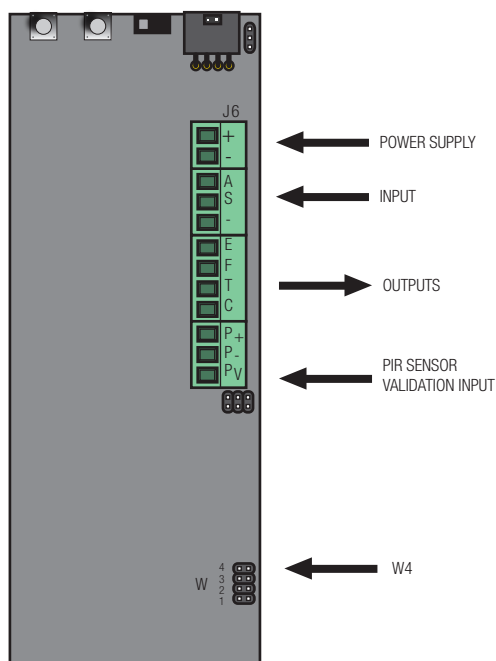 J6
+
-
POWER SUPPLY
A
S
-
INPUT
E
F
T
C
OUTPUTS
P+
P-
PV
PIR SENSOR
VALIDATION INPUT
W
4
3
2
1
W4